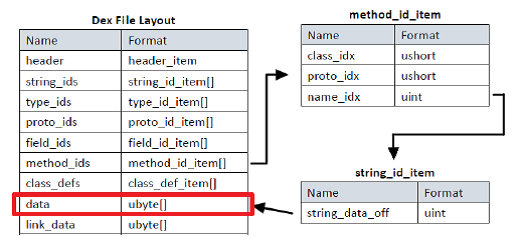 Dex File Layout
Name Format
header header_item
string_ids string_id_item[]
type_ids type_id_item[]
proto_ids proto_id_item[]
field_ids field_id_item[]
method_ids method_id_item[]
class_defs class_def_item[]
data ubyte[]
link_data ubyte[]
method_id_item
Name Format
class_idx ushort
proto_idx ushort
name_idx uint
string_id_item
Name Format
string_data_off uint